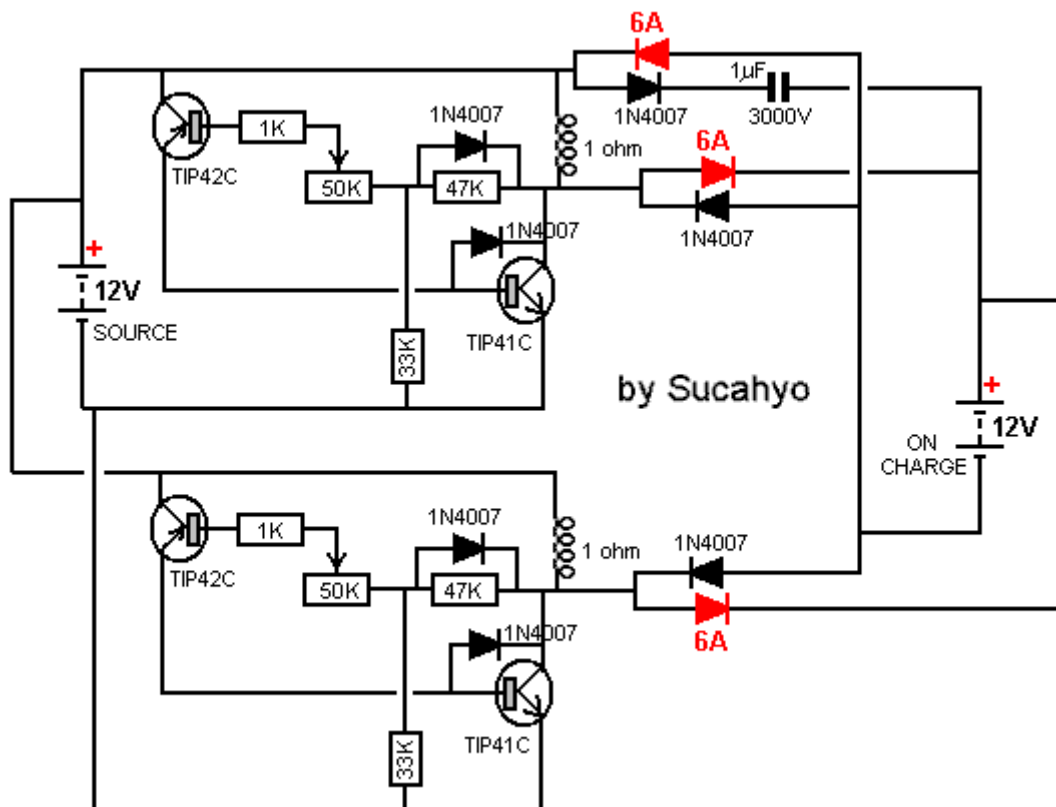 6A
1N4007
1µF
3000V
1N4007
1K
1 ohm
6A
TIP42C
50K
47K
1N4007
1N4007
+
12V
SOURCE
TIP41C
33K
by Sucahyo
+
12V
ON
CHARGE
1N4007
1K
1 ohm
1N4007
TIP42C
50K
47K
1N4007
6A
TIP41C
33K